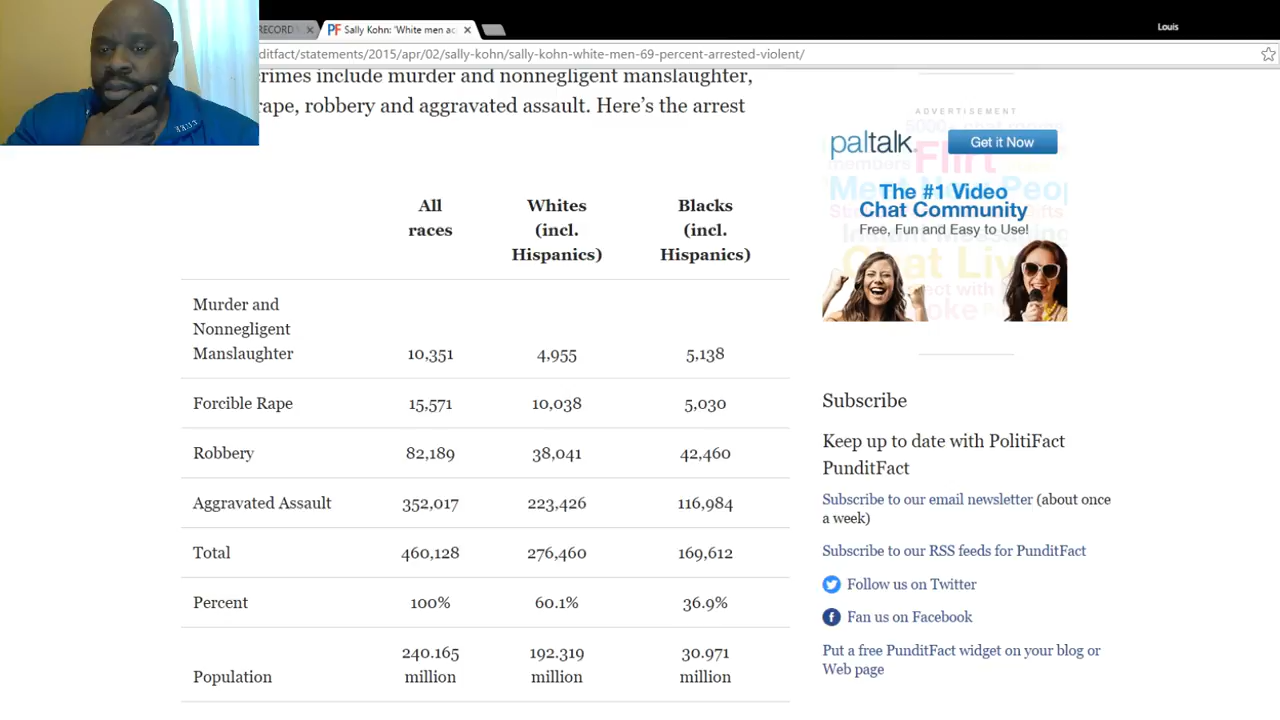 RECORD
Sally Kohn: "White men ac
Louis
ditfact/statements/2015/apr/02/sally-kohn/sally-kohn-white-men-69-percent-arrested-violent/
crimes include murder and nonnegligent manslaughter,
rape, robbery and aggravated assault. Here's the arrest
All races
Whites (incl. Hispanics)
Blacks (incl. Hispanics)
Murder and
Nonnegligent
Manslaughter 10,351 4,955 5,138
Forcible Rape 15,571 10,038 5,030
Robbery 82,189 38,041 42,460
Aggravated Assault 352,017 223,426 116,984
Total 460,128 276,460 169,612
Percent 100% 60.1% 36.9%
Population 240.165 million 192.319 million 30.971 million
ADVERTISEMENT
paltalk Get it Now
Flirt
The #1 Video
Chat Community
Free, Fun and Easy to Use!
Subscribe
Keep up to date with PolitiFact
PunditFact
Subscribe to our email newsletter (about once
a week)
Subscribe to our RSS feeds for PunditFact
Follow us on Twitter
Fan us on Facebook
Put a free PunditFact widget on your blog or
Web page